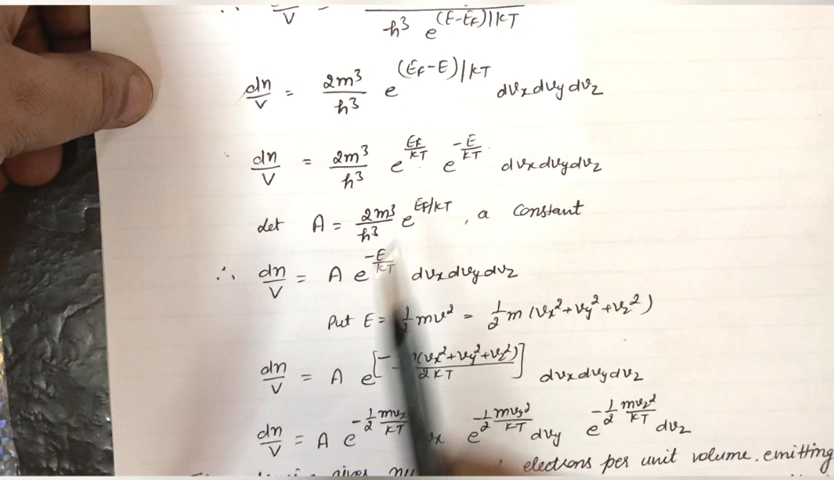 ∴ dn/V = / h³ e^(E-E_F)/kT
dn/V = 2m³/h³ e^(E_F-E)/kT dv_x dv_y dv_z
dn/V = 2m³/h³ e^(E_F/kT) e^(-E/kT) dv_x dv_y dv_z
Let A = 2m³/h³ e^(E_F/kT), a constant
∴ dn/V = A e^(-E/kT) dv_x dv_y dv_z
Put E = ½mv² = ½m(v_x²+v_y²+v_z²)
dn/V = A e^[-(v_x²+v_y²+v_z²)/2kT] dv_x dv_y dv_z
dn/V = A e^(-½ mv_x²/kT) dv_x e^(-½ mv_y²/kT) dv_y e^(-½ mv_z²/kT) dv_z
gives electrons per unit volume. emitting